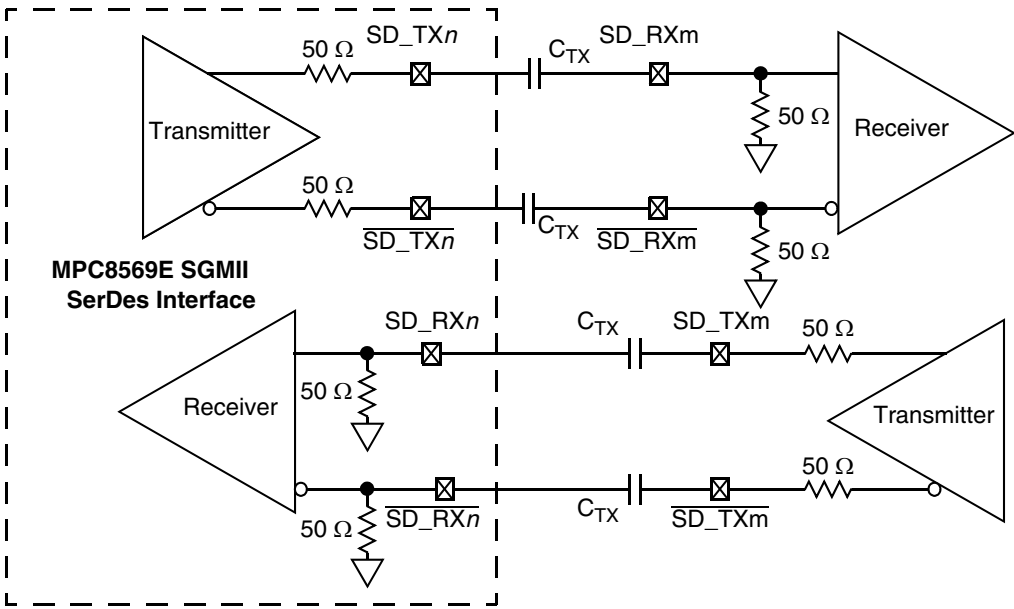 50 Ω
SD_TXn
C_TX
SD_RXm
Transmitter
50 Ω
Receiver
50 Ω
SD_TXn
C_TX
SD_RXm
50 Ω
MPC8569E SGMII
SerDes Interface
SD_RXn
C_TX
SD_TXm
50 Ω
50 Ω
Receiver
Transmitter
50 Ω
50 Ω
SD_RXn
C_TX
SD_TXm